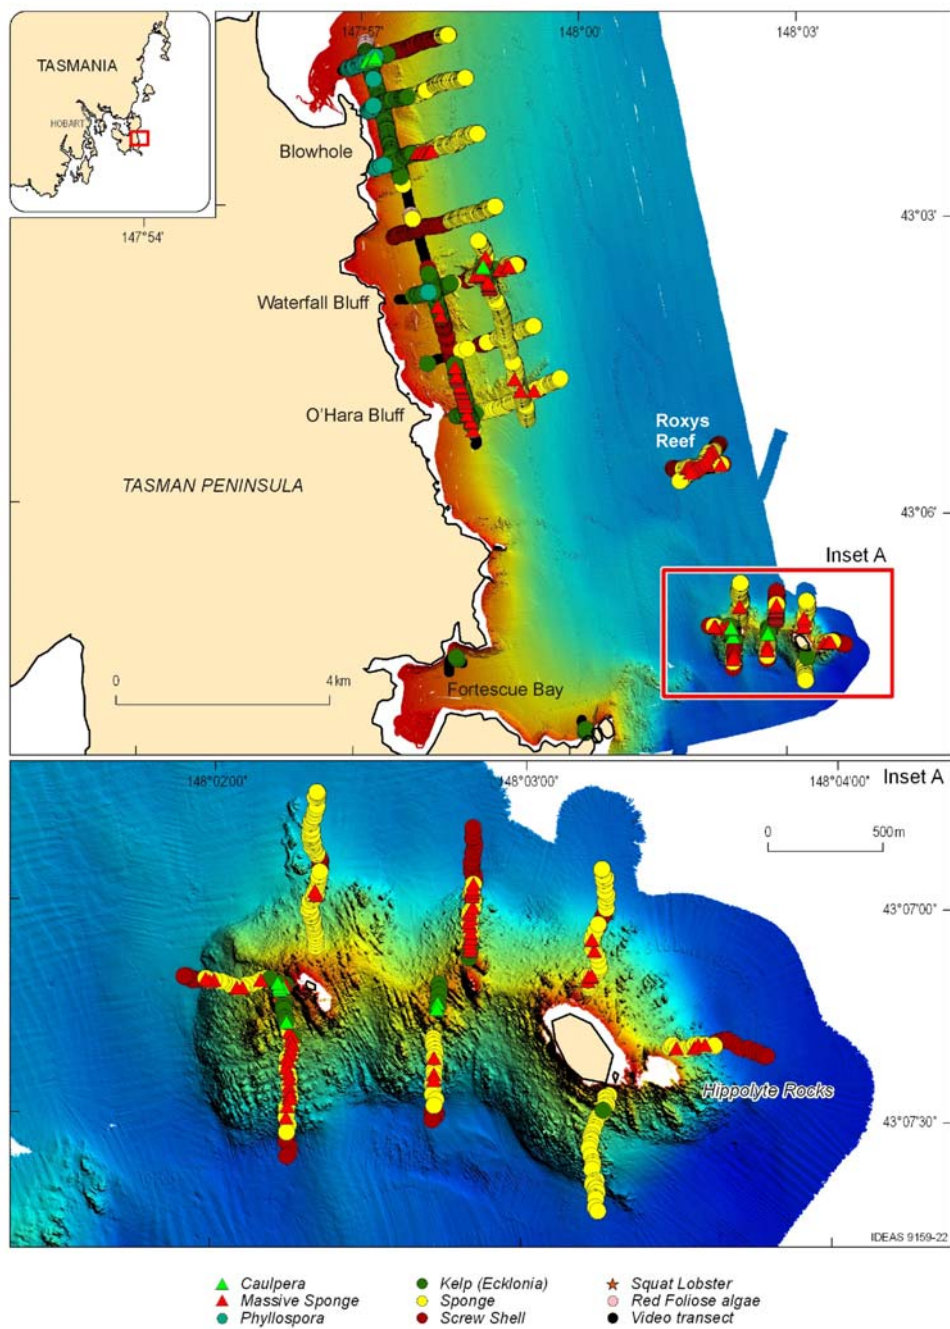 147°57'
148°00'
148°03'
TASMANIA
HOBART
Blowhole
147°54'
43°03'
Waterfall Bluff
O'Hara Bluff
Roxys
Reef
TASMAN PENINSULA
43°06'
Inset A
0
4 km
Fortescue Bay
148°02'00"
148°03'00"
148°04'00"
Inset A
0
500 m
43°07'00"
Hippolyte Rocks
43°07'30"
IDEAS 9159-22
Caulpera
Kelp (Ecklonia)
Squat Lobster
Massive Sponge
Sponge
Red Foliose algae
Phyllospora
Screw Shell
Video transect